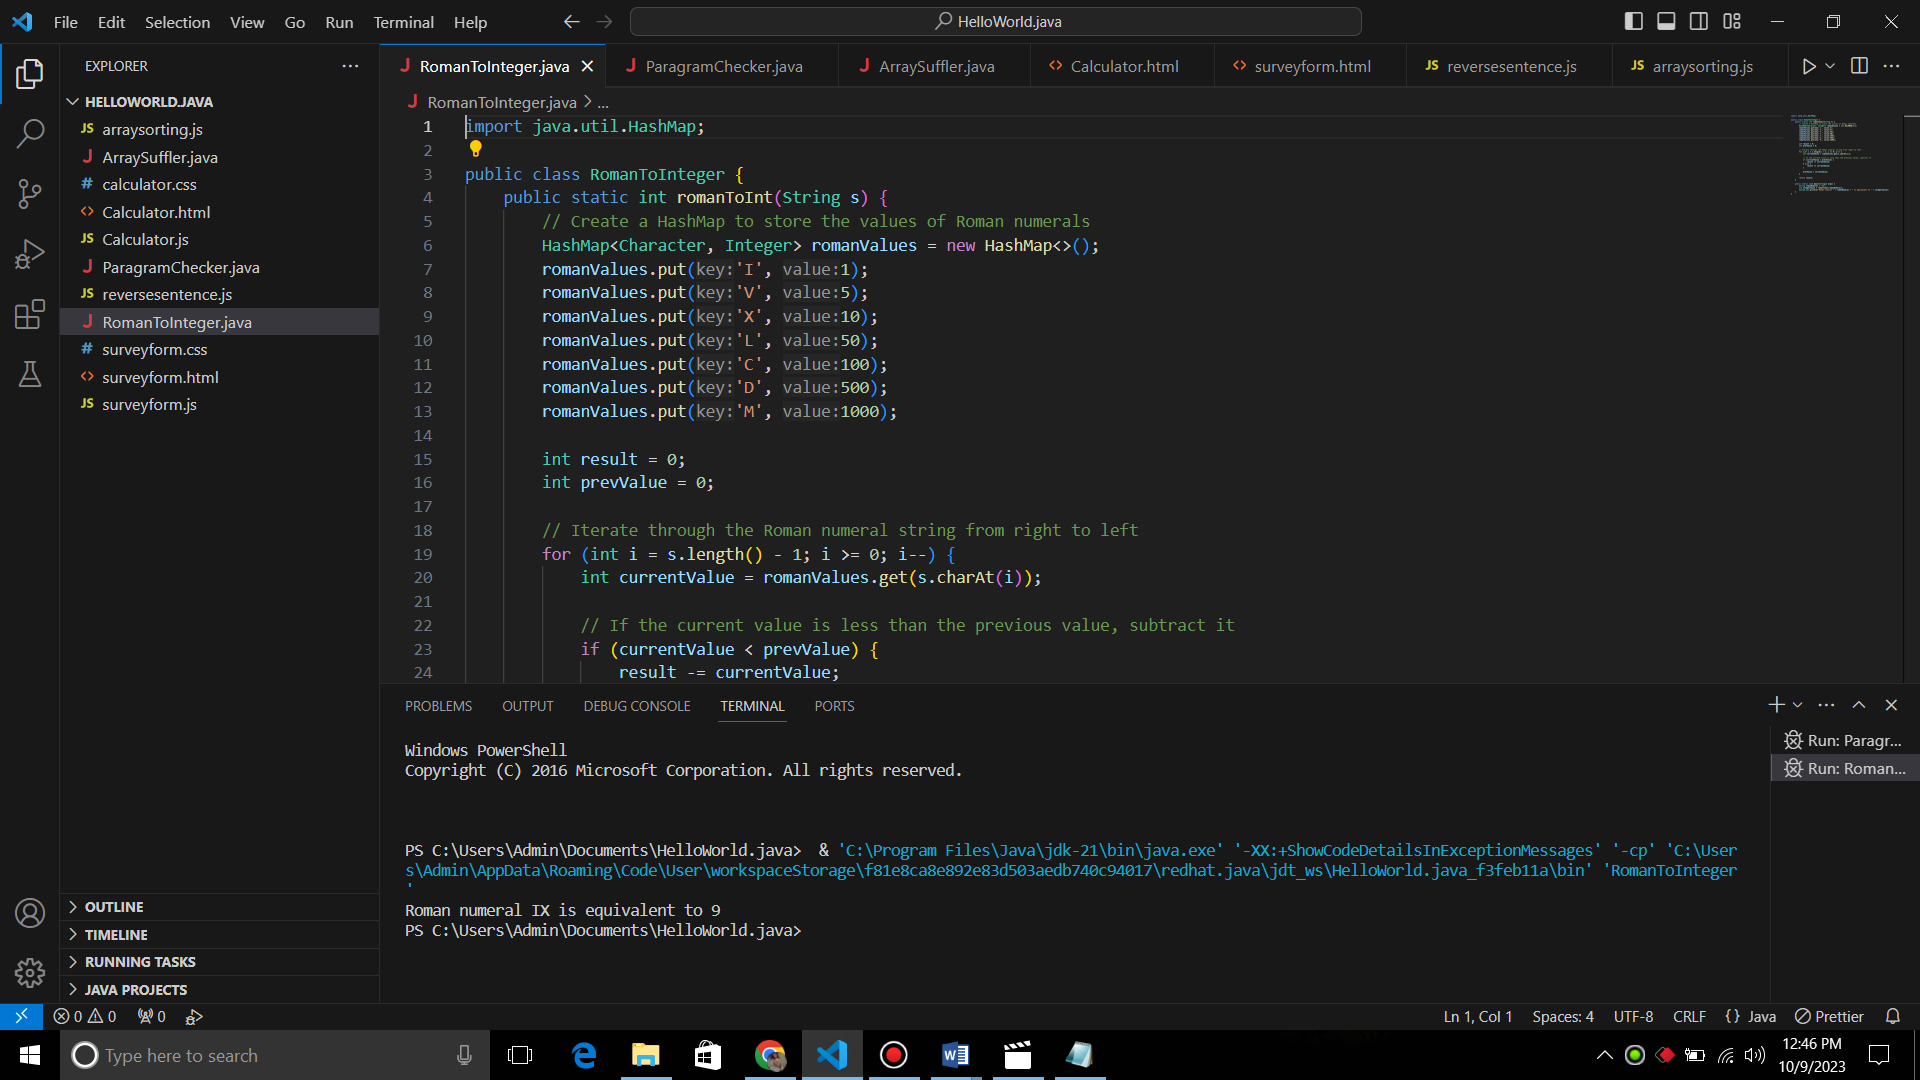 File Edit Selection View Go Run Terminal Help
HelloWorld.java
EXPLORER
HELLOWORLD.JAVA
JS arraysorting.js
J ArraySuffler.java
# calculator.css
<> Calculator.html
JS Calculator.js
J ParagramChecker.java
JS reversesentence.js
J RomanToInteger.java
# surveyform.css
<> surveyform.html
JS surveyform.js
OUTLINE
TIMELINE
RUNNING TASKS
JAVA PROJECTS
J RomanToInteger.java J ParagramChecker.java J ArraySuffler.java <> Calculator.html <> surveyform.html JS reversesentence.js JS arraysorting.js
J RomanToInteger.java > ...
1 import java.util.HashMap;
2
3 public class RomanToInteger {
4 public static int romanToInt(String s) {
5 // Create a HashMap to store the values of Roman numerals
6 HashMap<Character, Integer> romanValues = new HashMap<>();
7 romanValues.put(key:'I', value:1);
8 romanValues.put(key:'V', value:5);
9 romanValues.put(key:'X', value:10);
10 romanValues.put(key:'L', value:50);
11 romanValues.put(key:'C', value:100);
12 romanValues.put(key:'D', value:500);
13 romanValues.put(key:'M', value:1000);
14
15 int result = 0;
16 int prevValue = 0;
17
18 // Iterate through the Roman numeral string from right to left
19 for (int i = s.length() - 1; i >= 0; i--) {
20 int currentValue = romanValues.get(s.charAt(i));
21
22 // If the current value is less than the previous value, subtract it
23 if (currentValue < prevValue) {
24 result -= currentValue;
PROBLEMS OUTPUT DEBUG CONSOLE TERMINAL PORTS
Windows PowerShell
Copyright (C) 2016 Microsoft Corporation. All rights reserved.
PS C:\Users\Admin\Documents\HelloWorld.java> & 'C:\Program Files\Java\jdk-21\bin\java.exe' '-XX:+ShowCodeDetailsInExceptionMessages' '-cp' 'C:\User
s\Admin\AppData\Roaming\Code\User\workspaceStorage\f81e8ca8e892e83d503aedb740c94017\redhat.java\jdt_ws\HelloWorld.java_f3feb11a\bin' 'RomanToInteger
'
Roman numeral IX is equivalent to 9
PS C:\Users\Admin\Documents\HelloWorld.java>
Run: Paragr...
Run: Roman...
0 0 0
Ln 1, Col 1 Spaces: 4 UTF-8 CRLF {} Java Prettier
Type here to search
12:46 PM
10/9/2023